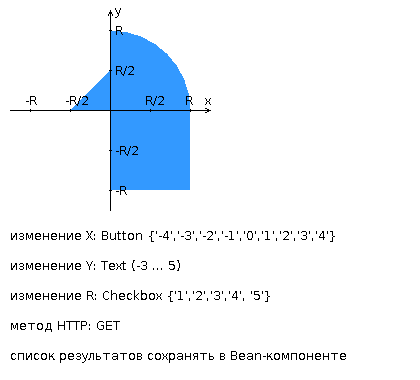 y
R
R/2
-R -R/2 R/2 R x
-R/2
-R
изменение X: Button {'-4','-3','-2','-1','0','1','2','3','4'}
изменение Y: Text (-3 ... 5)
изменение R: Checkbox {'1','2','3','4', '5'}
метод HTTP: GET
список результатов сохранять в Bean-компоненте